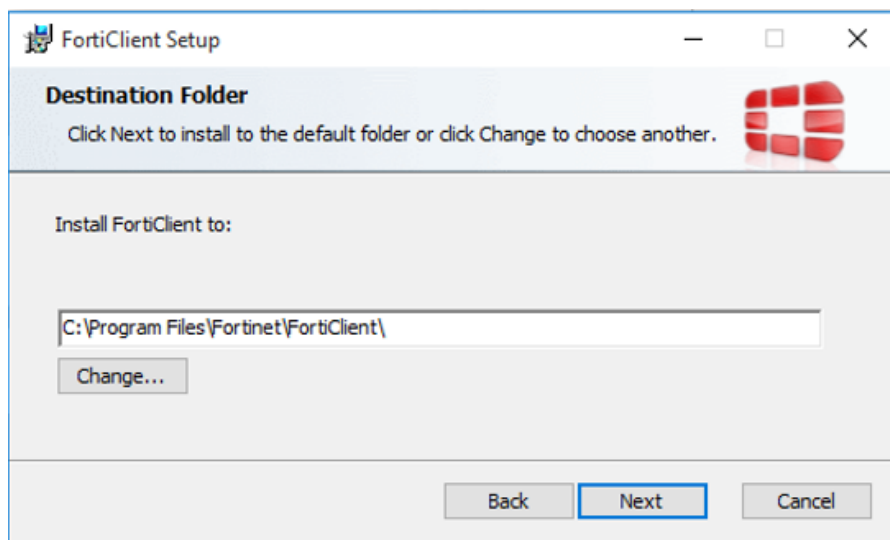 FortiClient Setup
Destination Folder
Click Next to install to the default folder or click Change to choose another.
Install FortiClient to:
C:\Program Files\Fortinet\FortiClient\
Change...
Back Next Cancel